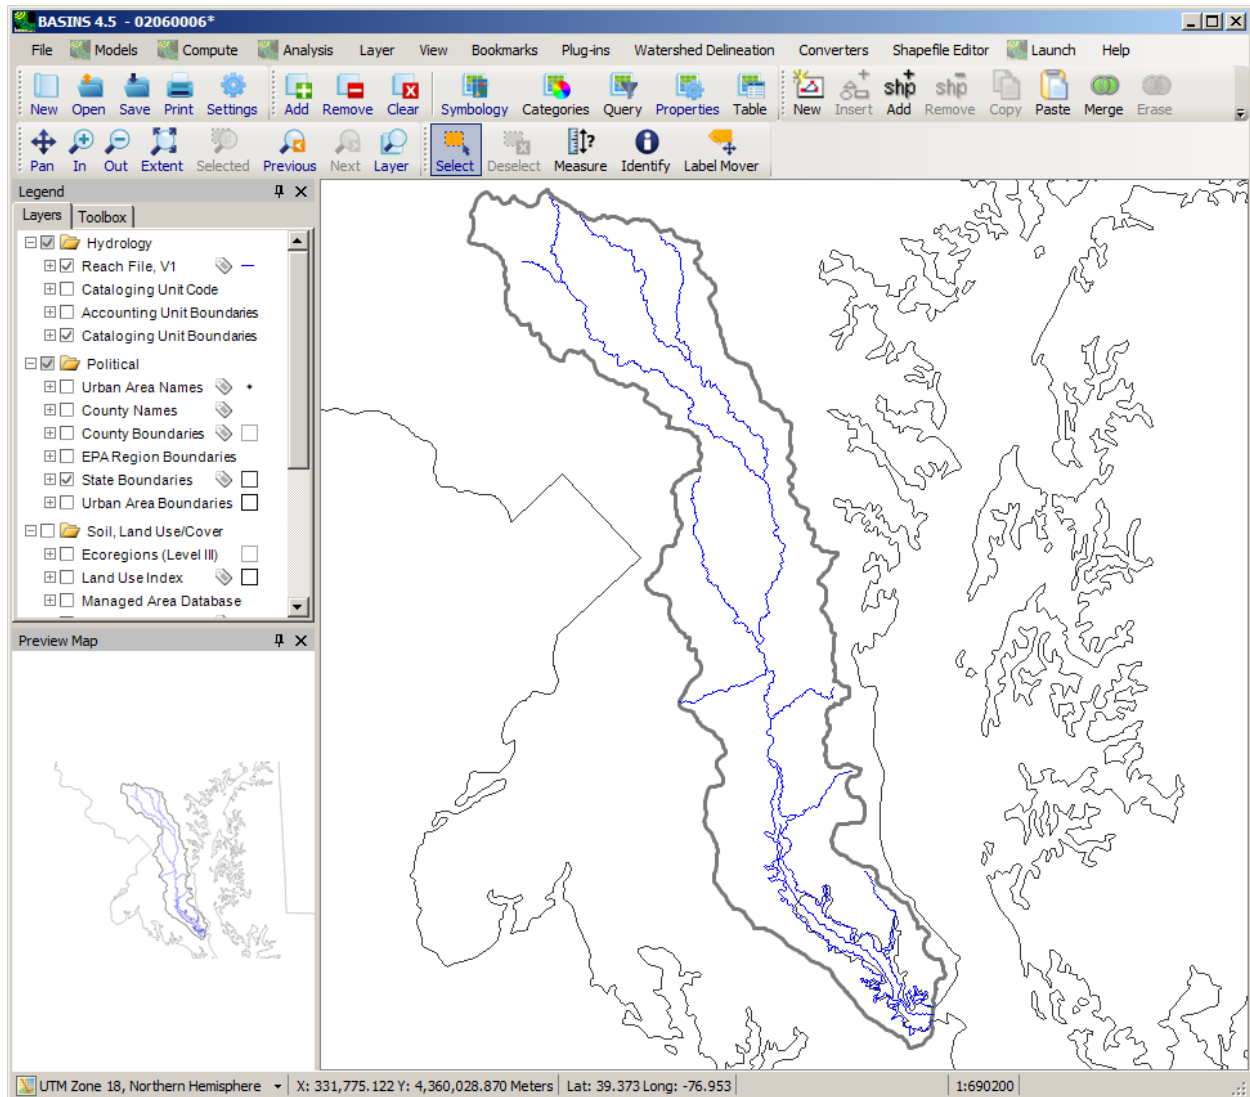 BASINS 4.5 - 02060006*
File Models Compute Analysis Layer View Bookmarks Plug-ins Watershed Delineation Converters Shapefile Editor Launch Help
New Open Save Print Settings Add Remove Clear Symbology Categories Query Properties Table New Insert Add Remove Copy Paste Merge Erase
Pan In Out Extent Selected Previous Next Layer Select Deselect Measure Identify Label Mover
Legend
Layers Toolbox
Hydrology
Reach File, V1
Cataloging Unit Code
Accounting Unit Boundaries
Cataloging Unit Boundaries
Political
Urban Area Names
County Names
County Boundaries
EPA Region Boundaries
State Boundaries
Urban Area Boundaries
Soil, Land Use/Cover
Ecoregions (Level III)
Land Use Index
Managed Area Database
Preview Map
UTM Zone 18, Northern Hemisphere X: 331,775.122 Y: 4,360,028.870 Meters Lat: 39.373 Long: -76.953 1:690200